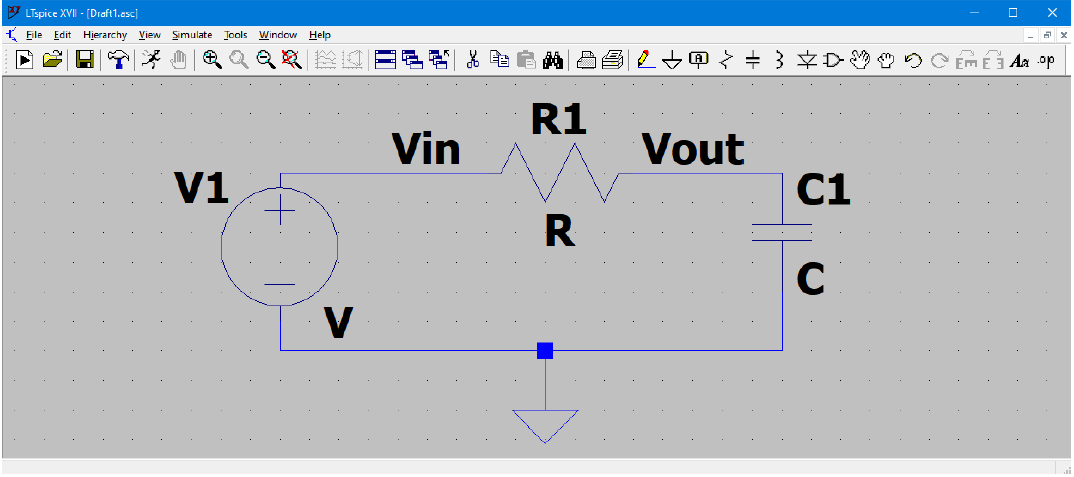 LTspice XVII - [Draft1.asc]
File Edit Hierarchy View Simulate Tools Window Help
Aa .op
R1
Vin Vout
V1 C1
R
C
V